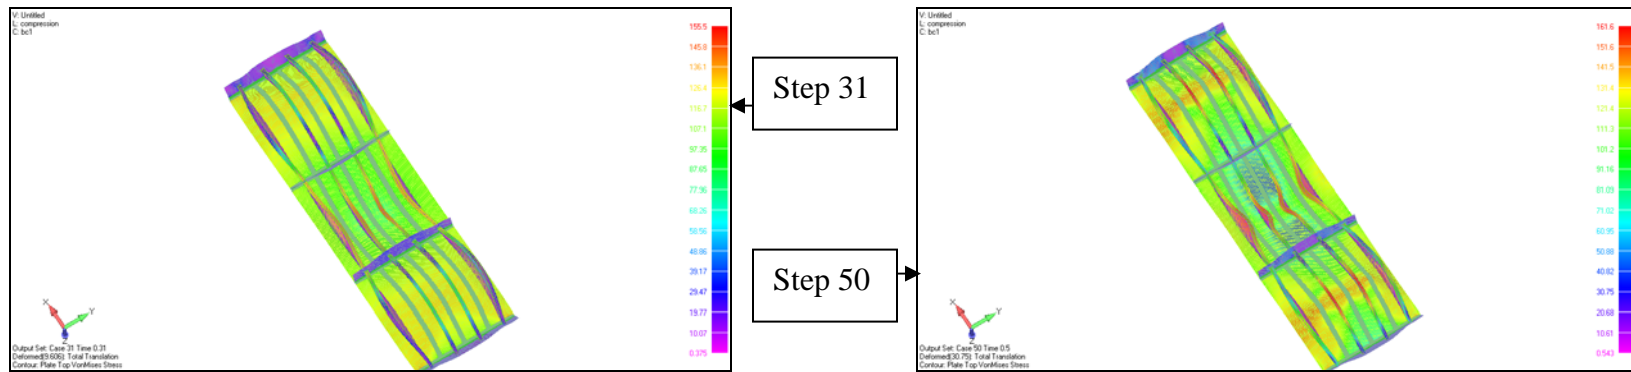 V: Untitled
L: compression
C: bc1
155.5
145.8
136.1
126.4
116.7
107.1
97.35
87.65
77.96
68.26
58.56
48.86
39.17
29.47
19.77
10.07
0.375
X
Y
Z
Output Set: Case 31 Time 0.31
Deformed(9.606): Total Translation
Contour: Plate Top VonMises Stress
Step 31
Step 50
V: Untitled
L: compression
C: bc1
161.6
151.6
141.5
131.4
121.4
111.3
101.2
91.16
81.09
71.02
60.95
50.88
40.82
30.75
20.68
10.61
0.543
X
Y
Z
Output Set: Case 50 Time 0.5
Deformed(30.75): Total Translation
Contour: Plate Top VonMises Stress